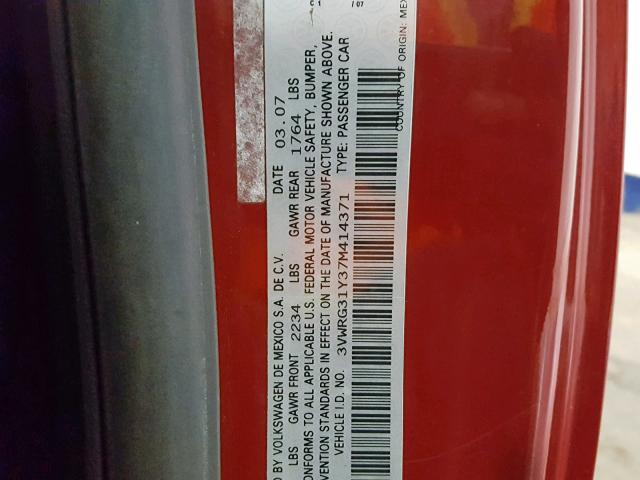 D BY VOLKSWAGEN DE MEXICO S.A. DE C.V. DATE 03.07
LBS GAWR FRONT 2234 LBS GAWR REAR 1764 LBS
ONFORMS TO ALL APPLICABLE U.S. FEDERAL MOTOR VEHICLE SAFETY, BUMPER,
VENTION STANDARDS IN EFFECT ON THE DATE OF MANUFACTURE SHOWN ABOVE.
VEHICLE I.D. NO. 3VWRG31Y37M414371 TYPE: PASSENGER CAR
COUNTRY OF ORIGIN: MEX